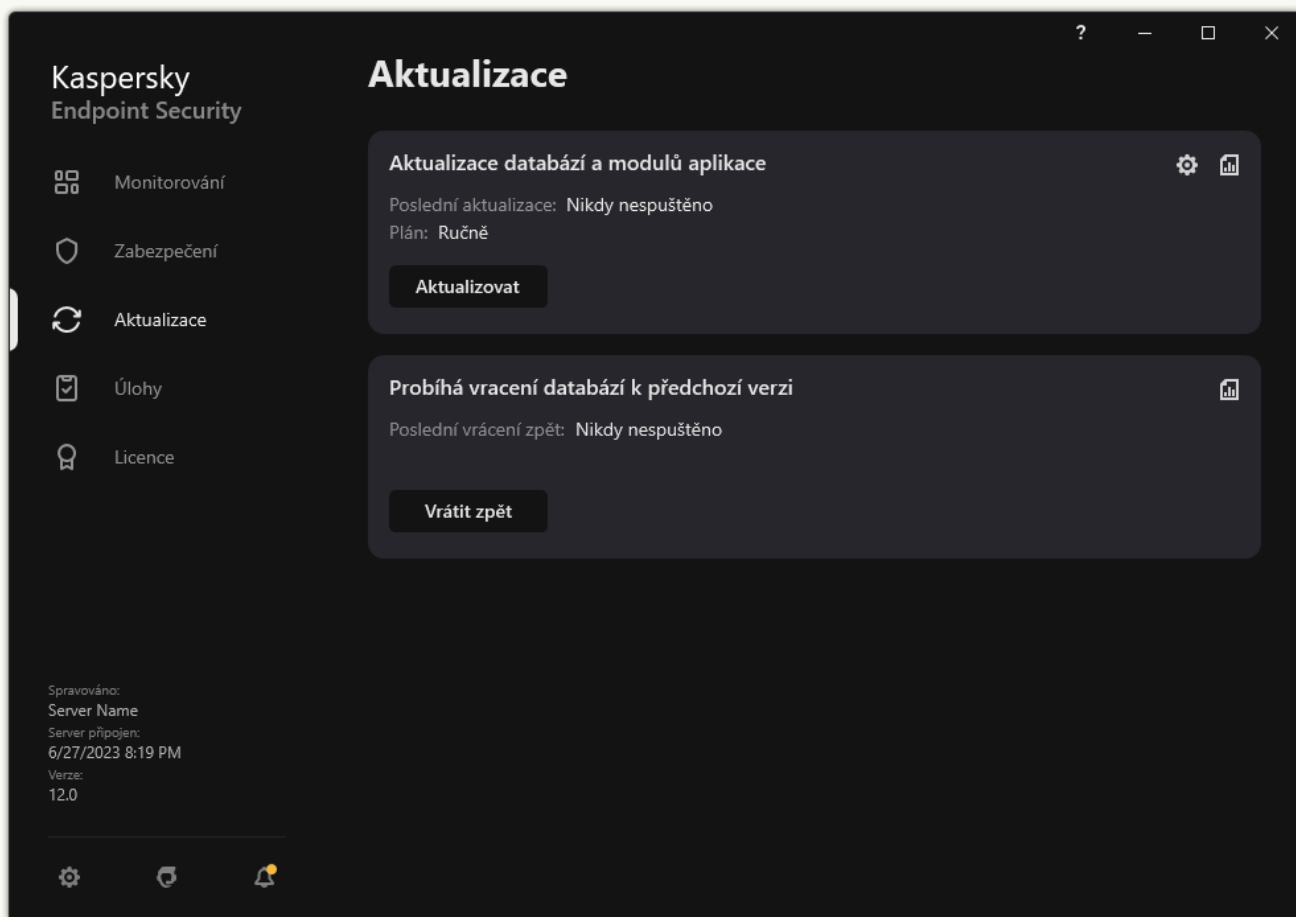 ?
Kaspersky
Endpoint Security
Monitorování
Zabezpečení
Aktualizace
Úlohy
Licence
Spravováno:
Server Name
Server připojen:
6/27/2023 8:19 PM
Verze:
12.0
Aktualizace
Aktualizace databází a modulů aplikace
Poslední aktualizace: Nikdy nespuštěno
Plán: Ručně
Aktualizovat
Probíhá vracení databází k předchozí verzi
Poslední vrácení zpět: Nikdy nespuštěno
Vrátit zpět